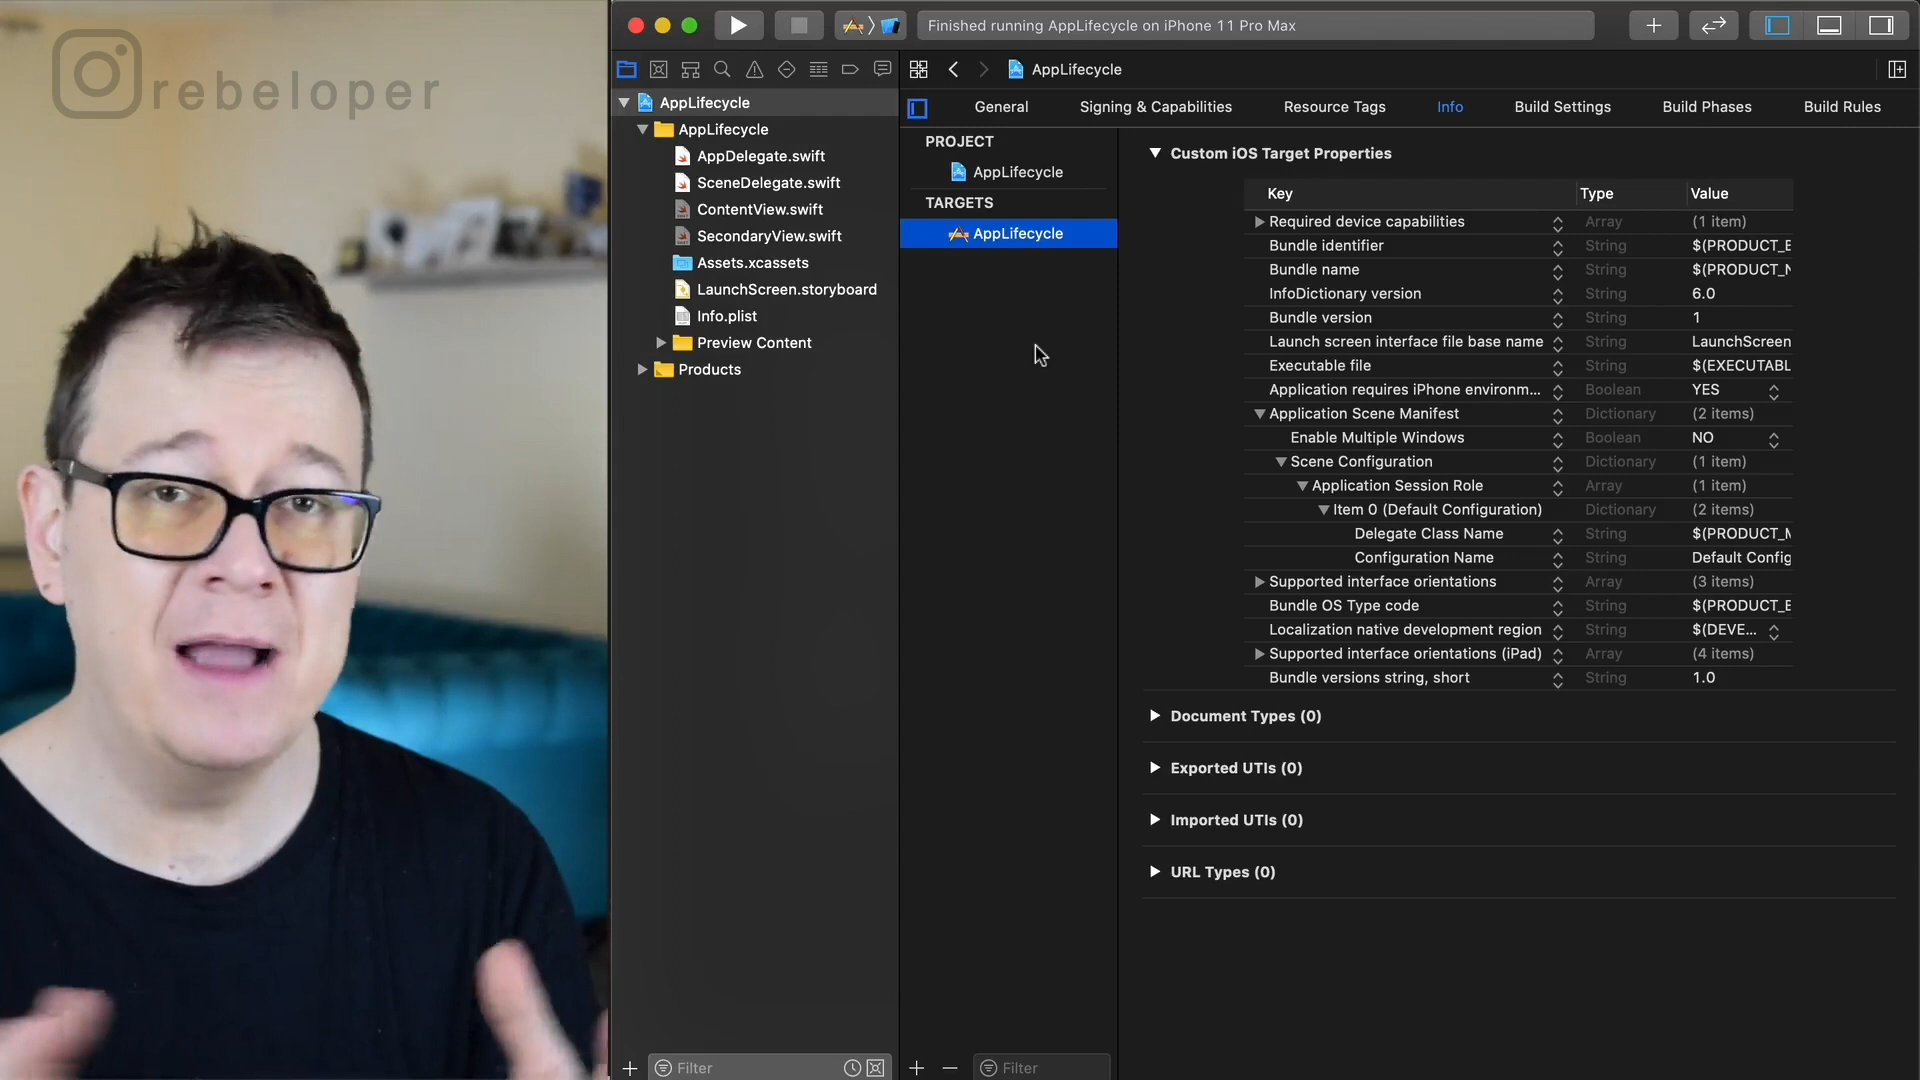 rebeloper
Finished running AppLifecycle on iPhone 11 Pro Max
AppLifecycle
AppLifecycle
AppLifecycle
AppDelegate.swift
SceneDelegate.swift
ContentView.swift
SecondaryView.swift
Assets.xcassets
LaunchScreen.storyboard
Info.plist
Preview Content
Products
Filter
General
Signing & Capabilities
Resource Tags
Info
Build Settings
Build Phases
Build Rules
PROJECT
AppLifecycle
TARGETS
AppLifecycle
Filter
Custom iOS Target Properties
Key Type Value
Required device capabilities Array (1 item)
Bundle identifier String $(PRODUCT_B
Bundle name String $(PRODUCT_N
InfoDictionary version String 6.0
Bundle version String 1
Launch screen interface file base name String LaunchScreen
Executable file String $(EXECUTABL
Application requires iPhone environm... Boolean YES
Application Scene Manifest Dictionary (2 items)
Enable Multiple Windows Boolean NO
Scene Configuration Dictionary (1 item)
Application Session Role Array (1 item)
Item 0 (Default Configuration) Dictionary (2 items)
Delegate Class Name String $(PRODUCT_M
Configuration Name String Default Config
Supported interface orientations Array (3 items)
Bundle OS Type code String $(PRODUCT_B
Localization native development region String $(DEVE...
Supported interface orientations (iPad) Array (4 items)
Bundle versions string, short String 1.0
Document Types (0)
Exported UTIs (0)
Imported UTIs (0)
URL Types (0)